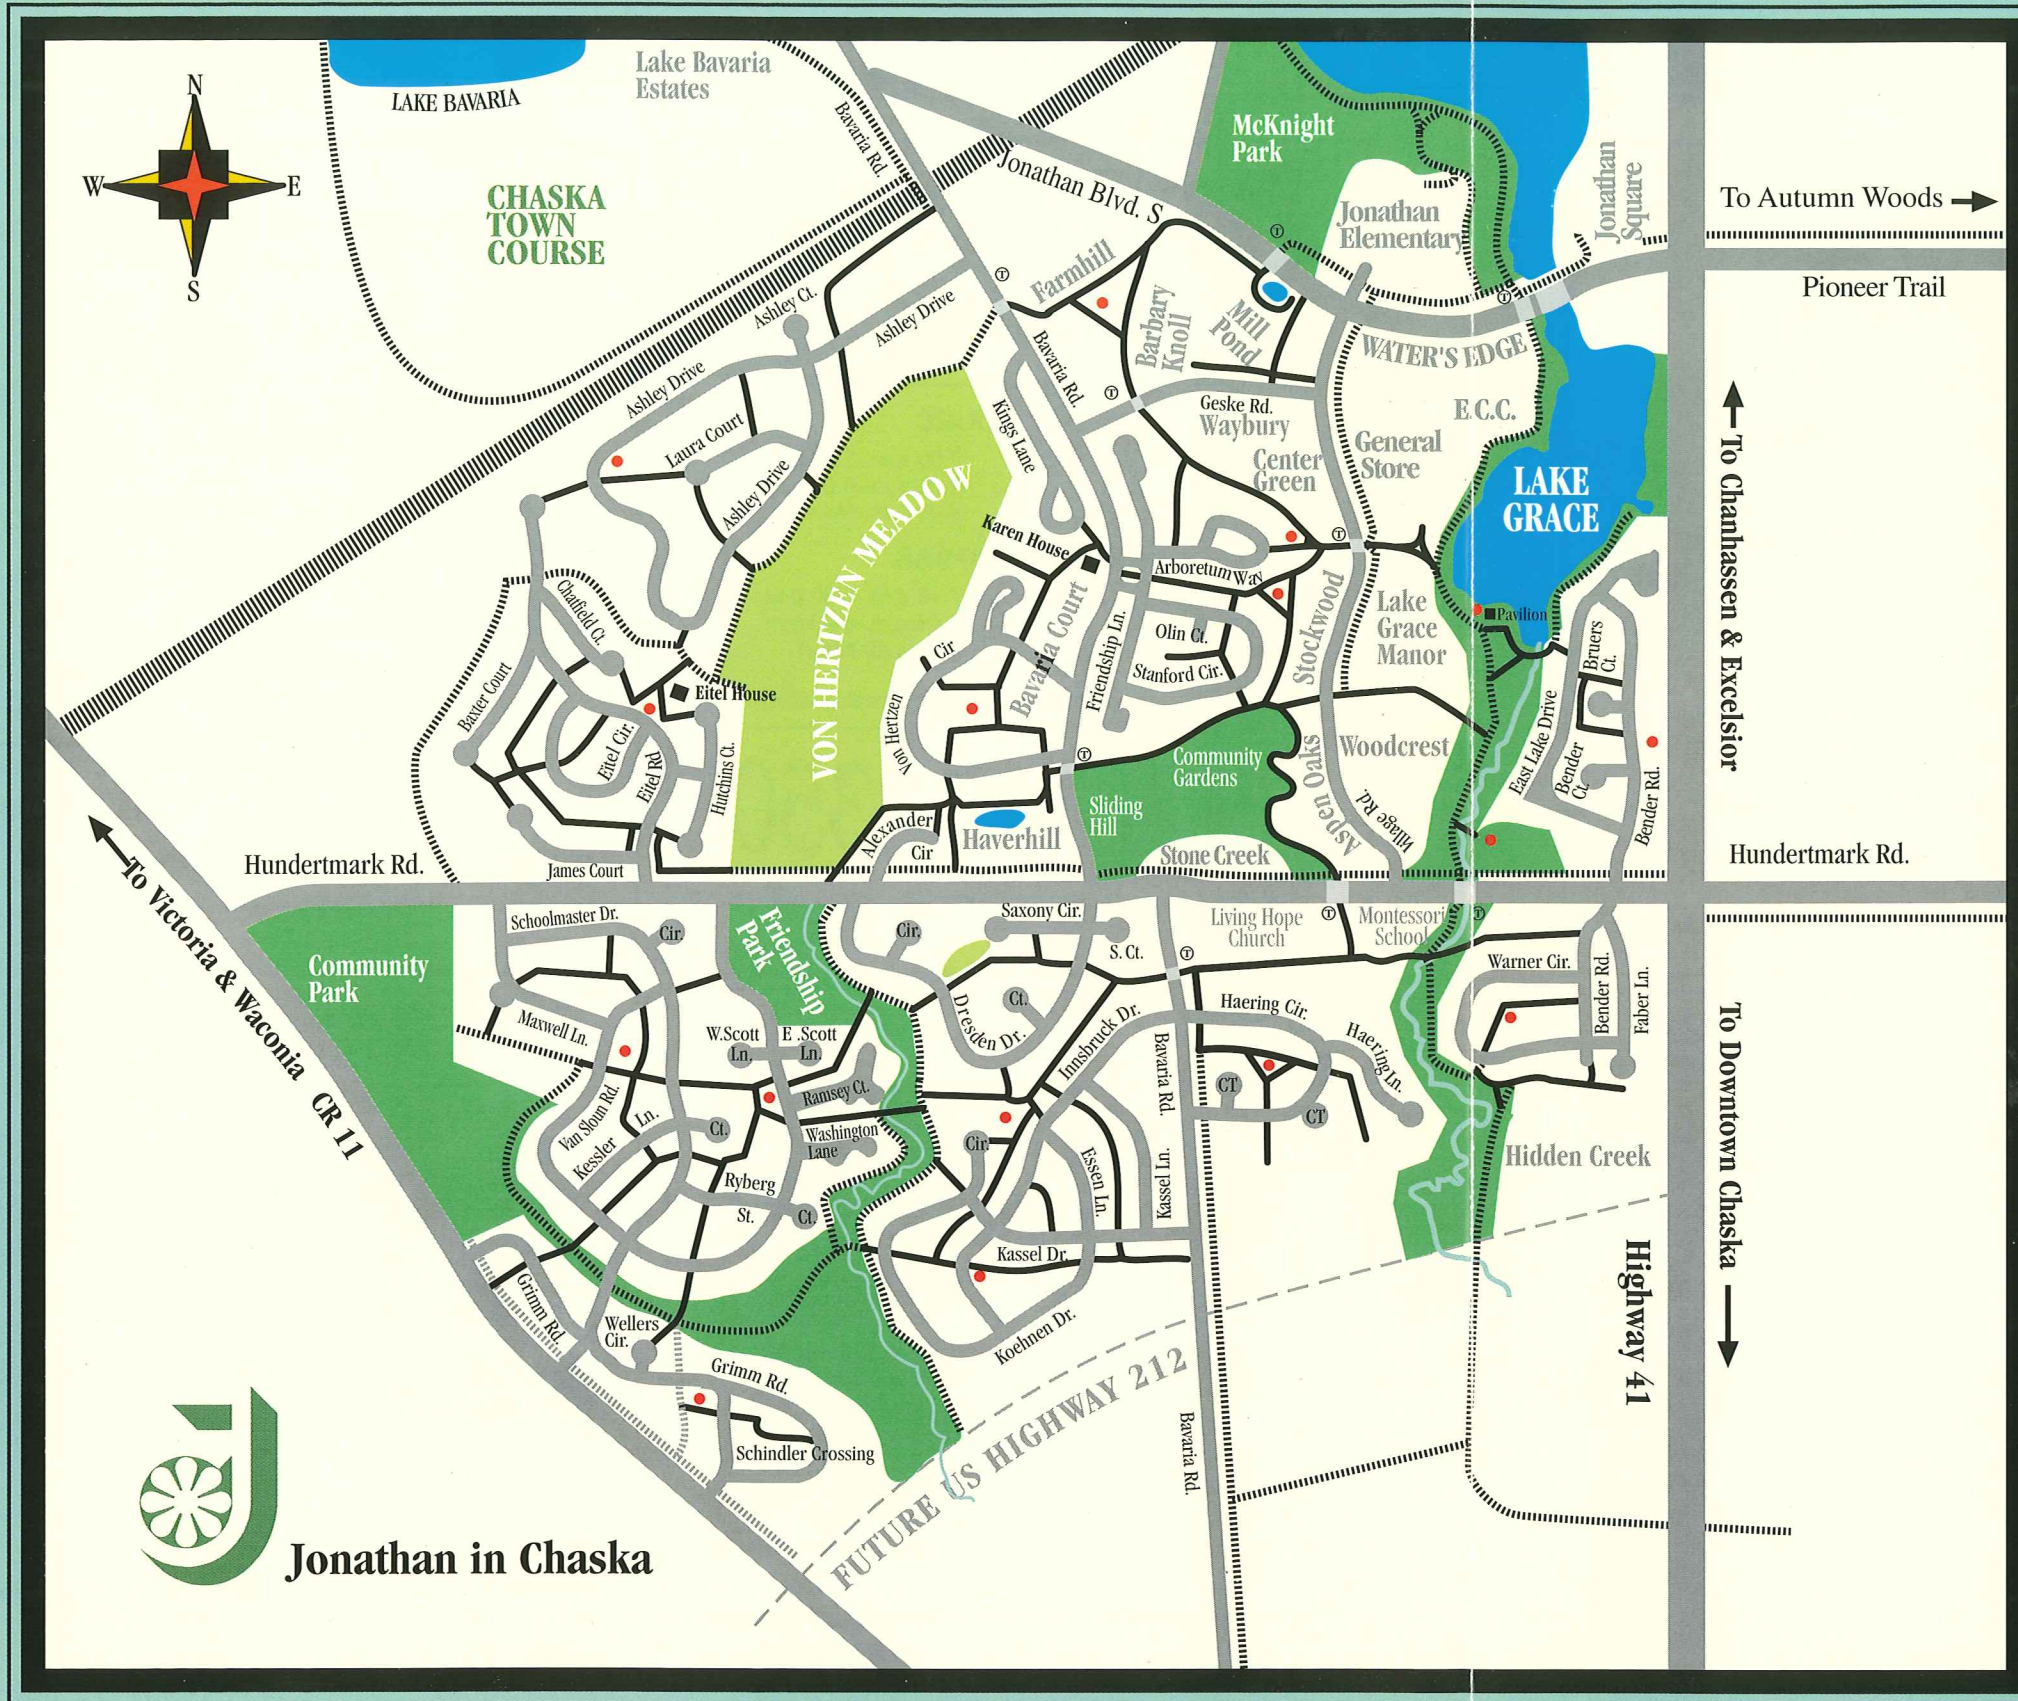 N
W
E
S
LAKE BAVARIA
Lake Bavaria
Estates
CHASKA
TOWN
COURSE
Bavaria Rd.
Jonathan Blvd. S
McKnight
Park
Jonathan
Elementary
Jonathan
Square
To Autumn Woods
Pioneer Trail
Ashley Ct.
Ashley Drive
Ashley Drive
Laura Court
Ashley Drive
T
Farmhill
Barbary
Knoll
Mill
Pond
T
T
WATER'S EDGE
Bavaria Rd.
Kings Lane
T
Geske Rd.
Waybury
Center
Green
General
Store
E.C.C.
LAKE
GRACE
To Chanhassen & Excelsior
VON HERTZEN MEADOW
Karen House
Arboretum Way
T
Stockwood
Lake
Grace
Manor
Pavilion
Chatfield Ct.
Baxter Court
Eitel House
Eitel Cir.
Eitel Rd
Hutchins Ct.
Cir
Von Hertzen
Bavaria Court
Friendship Ln.
Olin Ct.
Stanford Cir.
Bruers
Ct.
East Lake Drive
Bender
Ct.
Bender Rd.
T
Community
Gardens
Sliding
Hill
Aspen Oaks
Woodcrest
Village Rd.
Alexander
Cir
Haverhill
Stone Creek
Hundertmark Rd.
James Court
Hundertmark Rd.
To Victoria & Waconia CR 11
Community
Park
Schoolmaster Dr.
Cir.
Friendship
Park
Cir.
Saxony Cir.
S. Ct.
Living Hope
Church
T
Montessori
School
T
T
Warner Cir.
Bender Rd.
Faber Ln.
Maxwell Ln.
W.Scott
Ln.
E .Scott
Ln.
Ct.
Dresden Dr.
Innsbruck Dr.
Haering Cir.
Haering Ln.
Bavaria Rd.
CT
CT
Van Sloun Rd.
Kessler Ln.
Ct.
Ramsey Ct.
Washington
Lane
Cir.
Essen Ln.
Kassel Ln.
Hidden Creek
Ryberg
St.
Ct.
Kassel Dr.
Koehnen Dr.
Grimm Rd.
Wellers
Cir.
Grimm Rd.
Schindler Crossing
FUTURE US HIGHWAY 212
Bavaria Rd.
Highway 41
To Downtown Chaska
Jonathan in Chaska